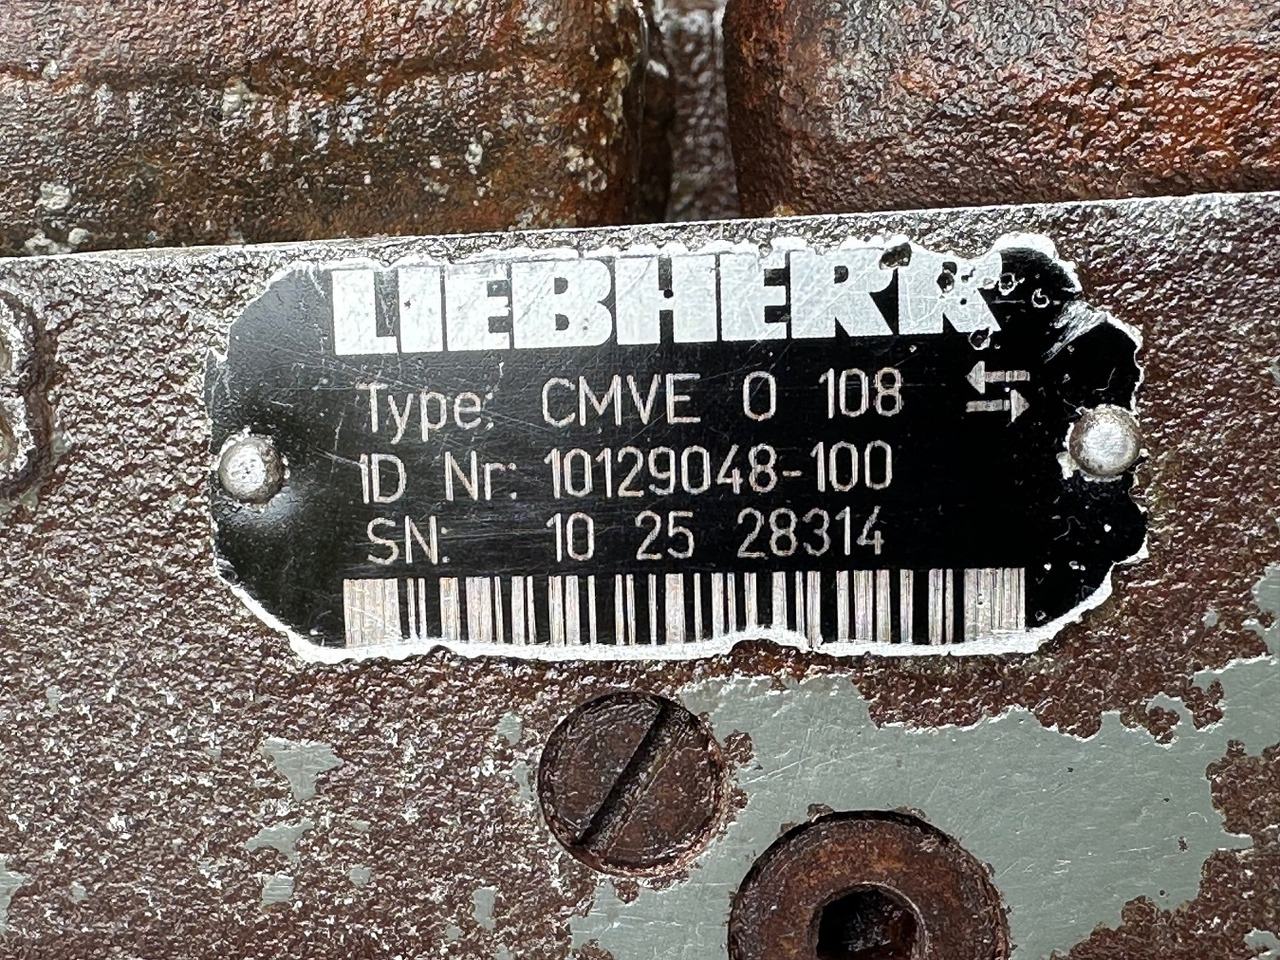 LIEBHERR
Type: CMVE 0 108
ID Nr: 10129048-100
SN: 10 25 28314